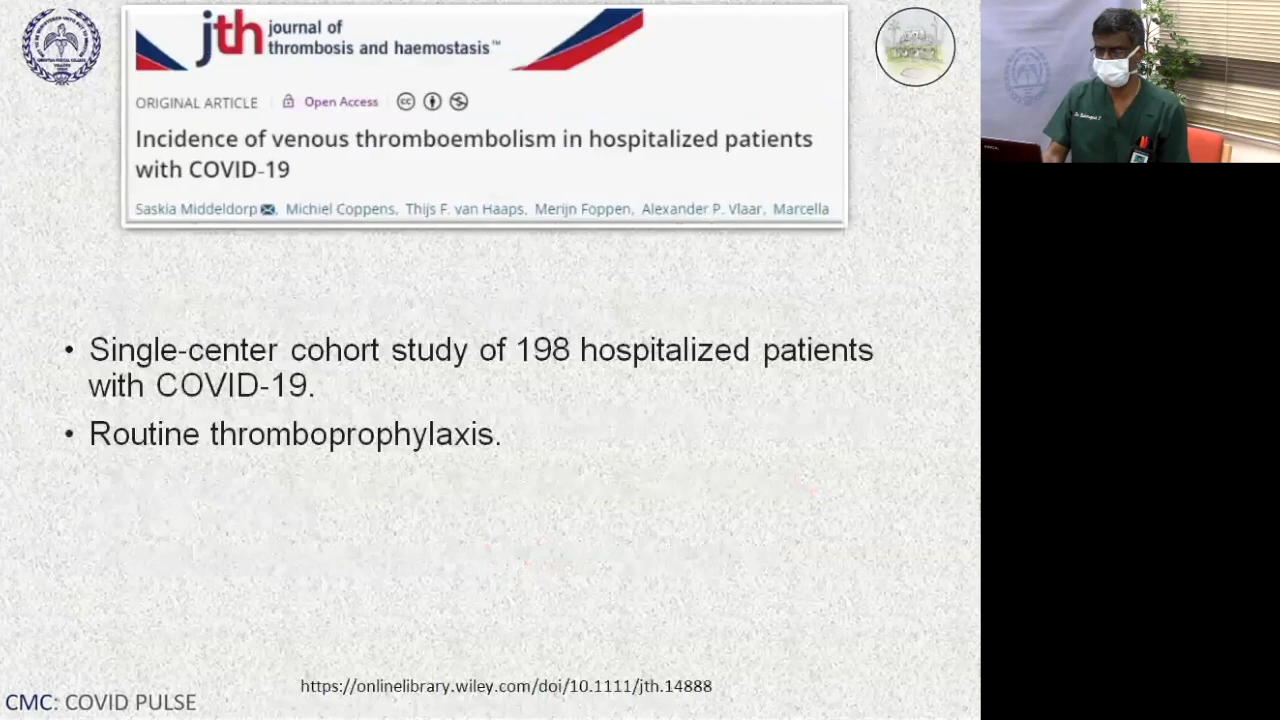 jth journal of
thrombosis and haemostasis™
ORIGINAL ARTICLE Open Access
Incidence of venous thromboembolism in hospitalized patients
with COVID-19
Saskia Middeldorp, Michiel Coppens, Thijs F. van Haaps, Merijn Foppen, Alexander P. Vlaar, Marcella
• Single-center cohort study of 198 hospitalized patients
with COVID-19.
• Routine thromboprophylaxis.
https://onlinelibrary.wiley.com/doi/10.1111/jth.14888
CMC: COVID PULSE